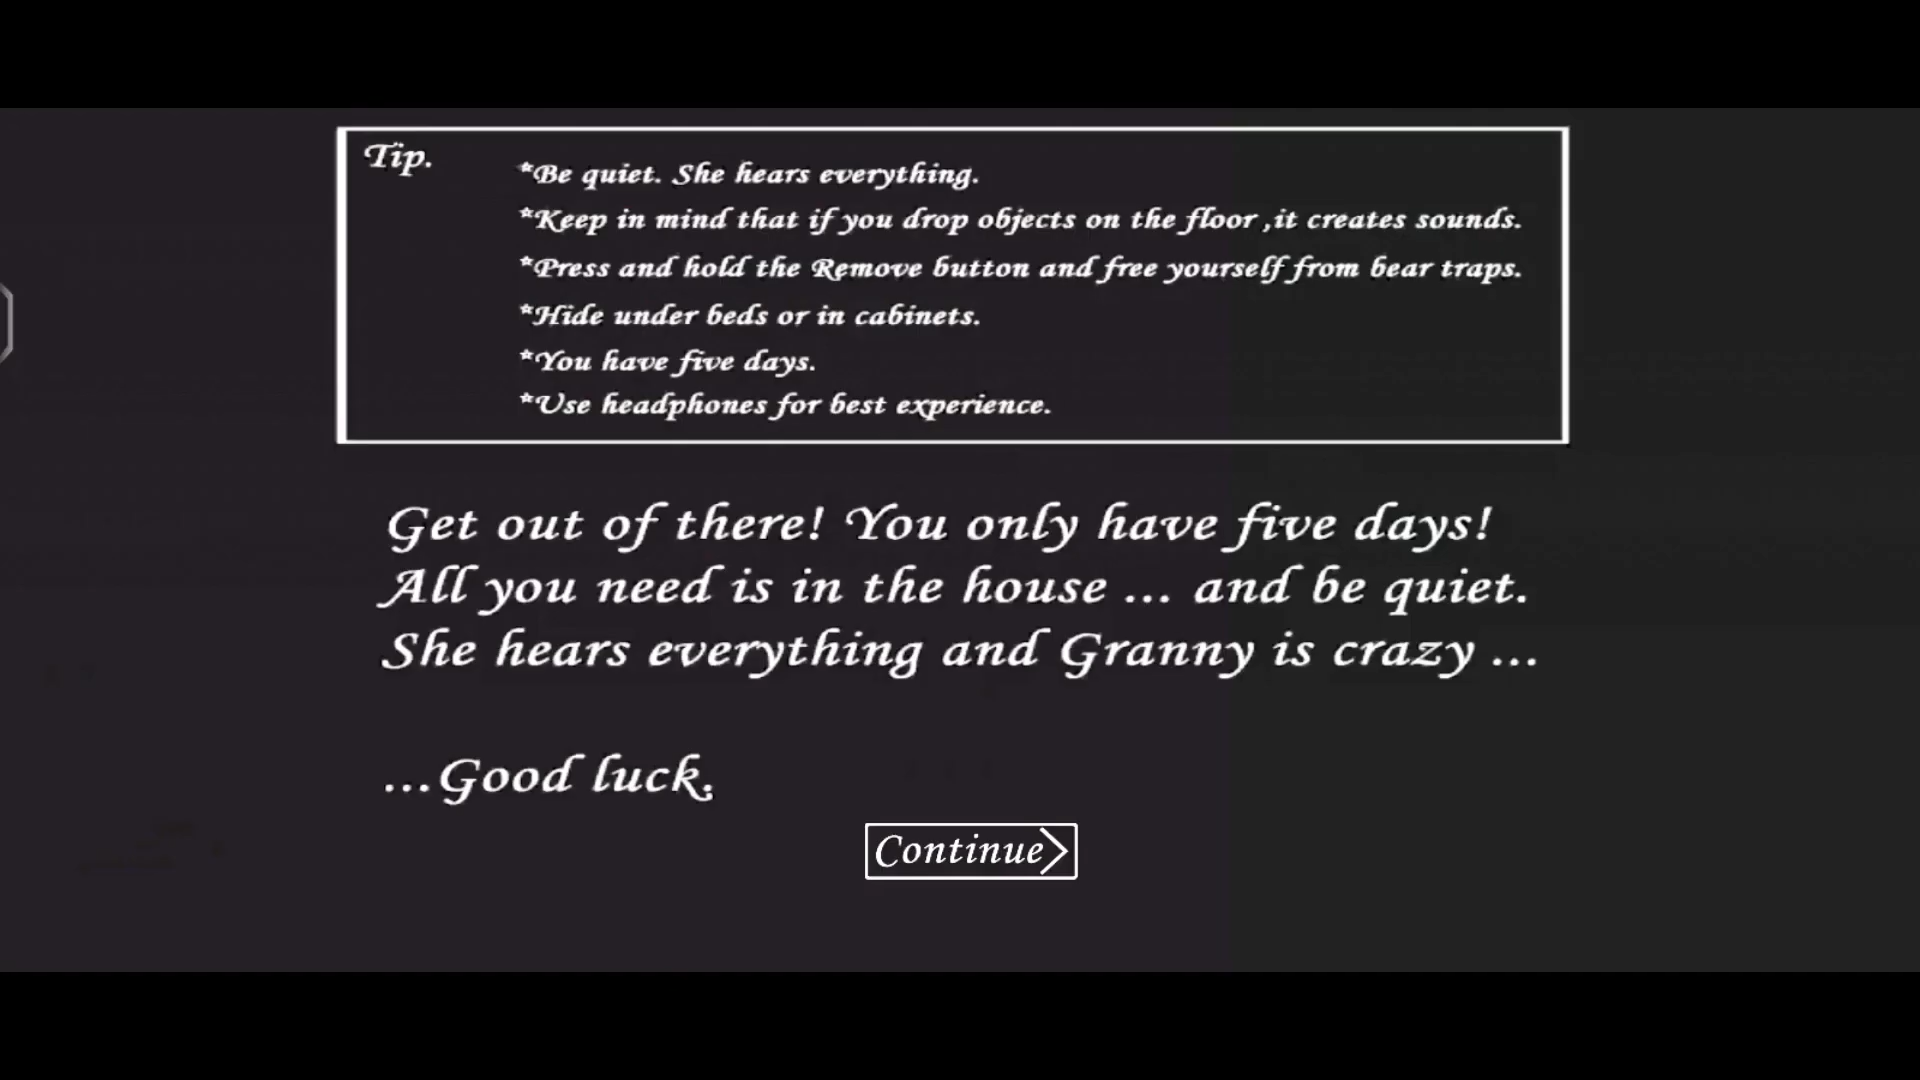 Tip.
*Be quiet. She hears everything.
*Keep in mind that if you drop objects on the floor ,it creates sounds.
*Press and hold the Remove button and free yourself from bear traps.
*Hide under beds or in cabinets.
*You have five days.
*Use headphones for best experience.
Get out of there! You only have five days!
All you need is in the house ... and be quiet.
She hears everything and Granny is crazy ...
...Good luck.
Continue